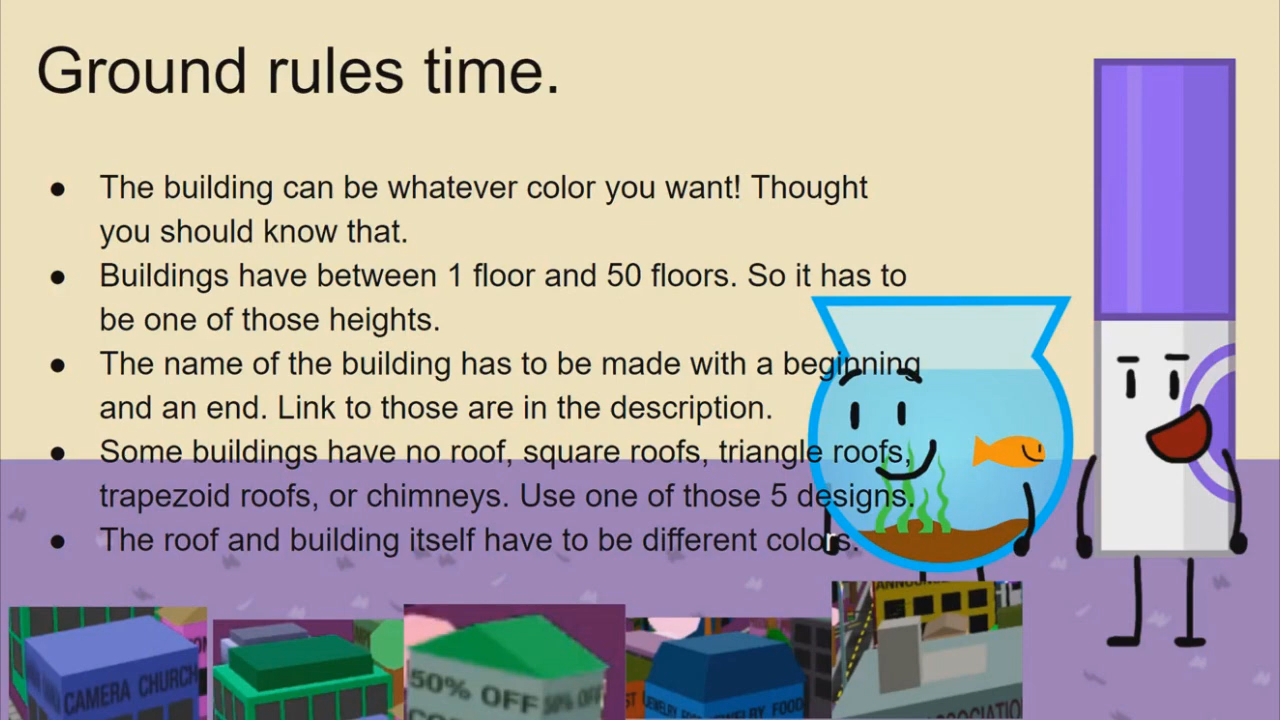 Ground rules time.
● The building can be whatever color you want! Thought
you should know that.
● Buildings have between 1 floor and 50 floors. So it has to
be one of those heights.
● The name of the building has to be made with a beginning
and an end. Link to those are in the description.
● Some buildings have no roof, square roofs, triangle roofs,
trapezoid roofs, or chimneys. Use one of those 5 designs.
● The roof and building itself have to be different colors.
CAMERA CHURCH
50% OFF 50% OFF
JEWELRY FOOD